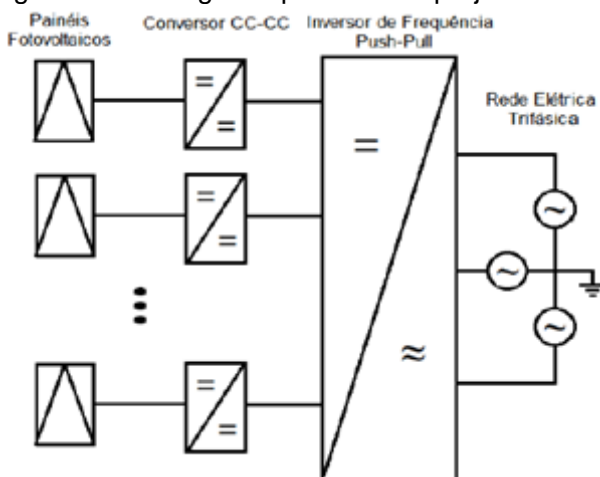 Painéis
Fotovoltaicos
Conversor CC-CC
Inversor de Frequência
Push-Pull
Rede Elétrica
Trifásica
=
=
=
=
=
=
=
≈
~
~
~